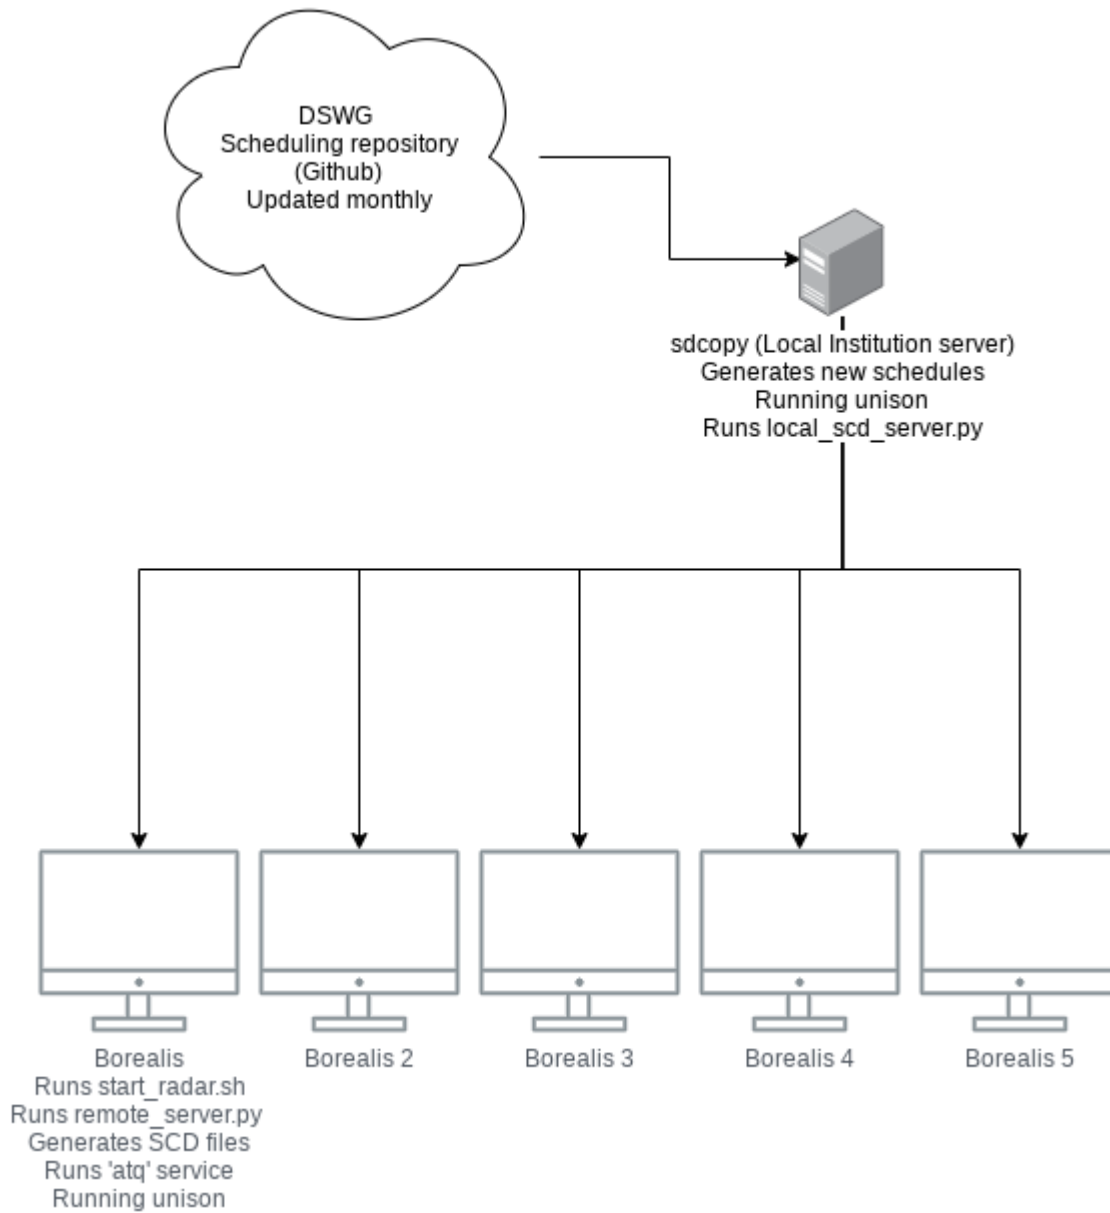 DSWG
Scheduling repository
(Github)
Updated monthly
sdcopy (Local Institution server)
Generates new schedules
Running unison
Runs local_scd_server.py
Borealis
Runs start_radar.sh
Runs remote_server.py
Generates SCD files
Runs 'atq' service
Running unison
Borealis 2
Borealis 3
Borealis 4
Borealis 5